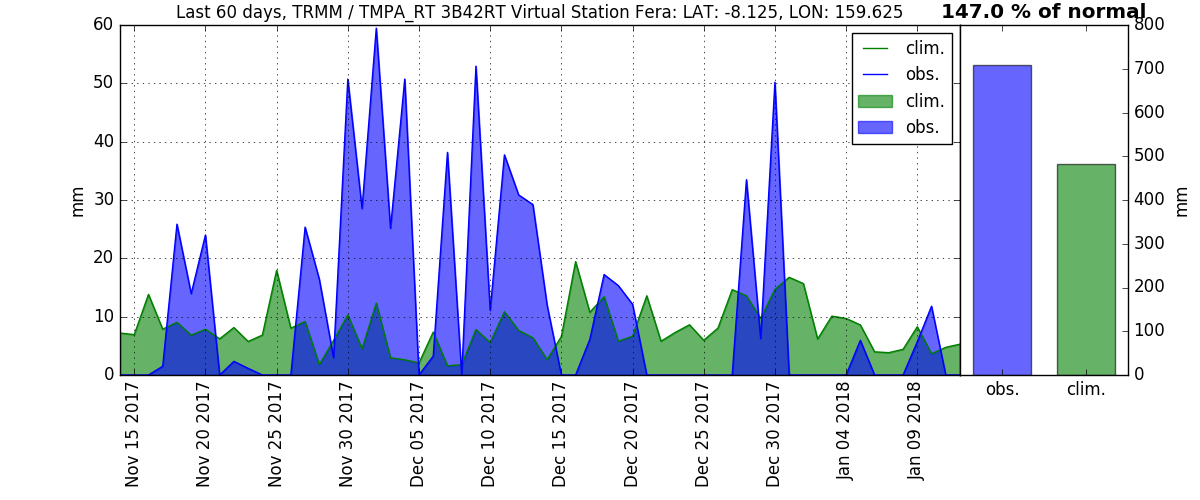 Last 60 days, TRMM / TMPA_RT 3B42RT Virtual Station Fera: LAT: -8.125, LON: 159.625
147.0 % of normal
60
50
40
30
20
10
0
mm
clim.
obs.
clim.
obs.
Nov 15 2017
Nov 20 2017
Nov 25 2017
Nov 30 2017
Dec 05 2017
Dec 10 2017
Dec 15 2017
Dec 20 2017
Dec 25 2017
Dec 30 2017
Jan 04 2018
Jan 09 2018
800
700
600
500
400
300
200
100
0
mm
obs.
clim.